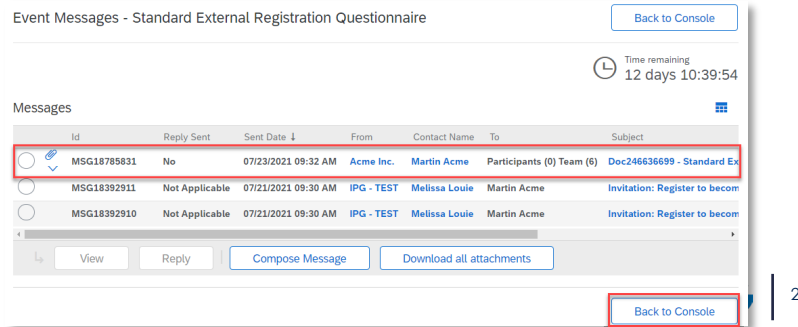 Event Messages - Standard External Registration Questionnaire
Back to Console
Time remaining
12 days 10:39:54
Messages
Id Reply Sent Sent Date ↓ From Contact Name To Subject
MSG18785831 No 07/23/2021 09:32 AM Acme Inc. Martin Acme Participants (0) Team (6) Doc246636699 - Standard Ex
MSG18392911 Not Applicable 07/21/2021 09:30 AM IPG - TEST Melissa Louie Martin Acme Invitation: Register to becom
MSG18392910 Not Applicable 07/21/2021 09:30 AM IPG - TEST Melissa Louie Martin Acme Invitation: Register to becom
View Reply Compose Message Download all attachments
Back to Console
2